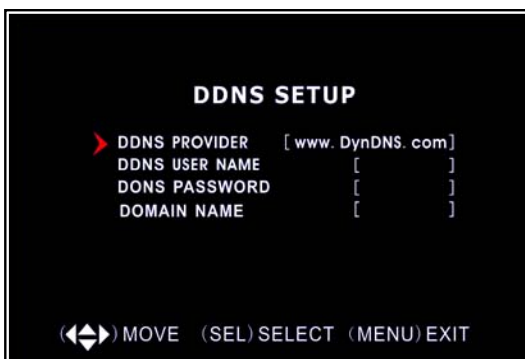 DDNS SETUP
DDNS PROVIDER [www. DynDNS. com]
DDNS USER NAME [ ]
DONS PASSWORD [ ]
DOMAIN NAME [ ]
() MOVE (SEL) SELECT (MENU) EXIT